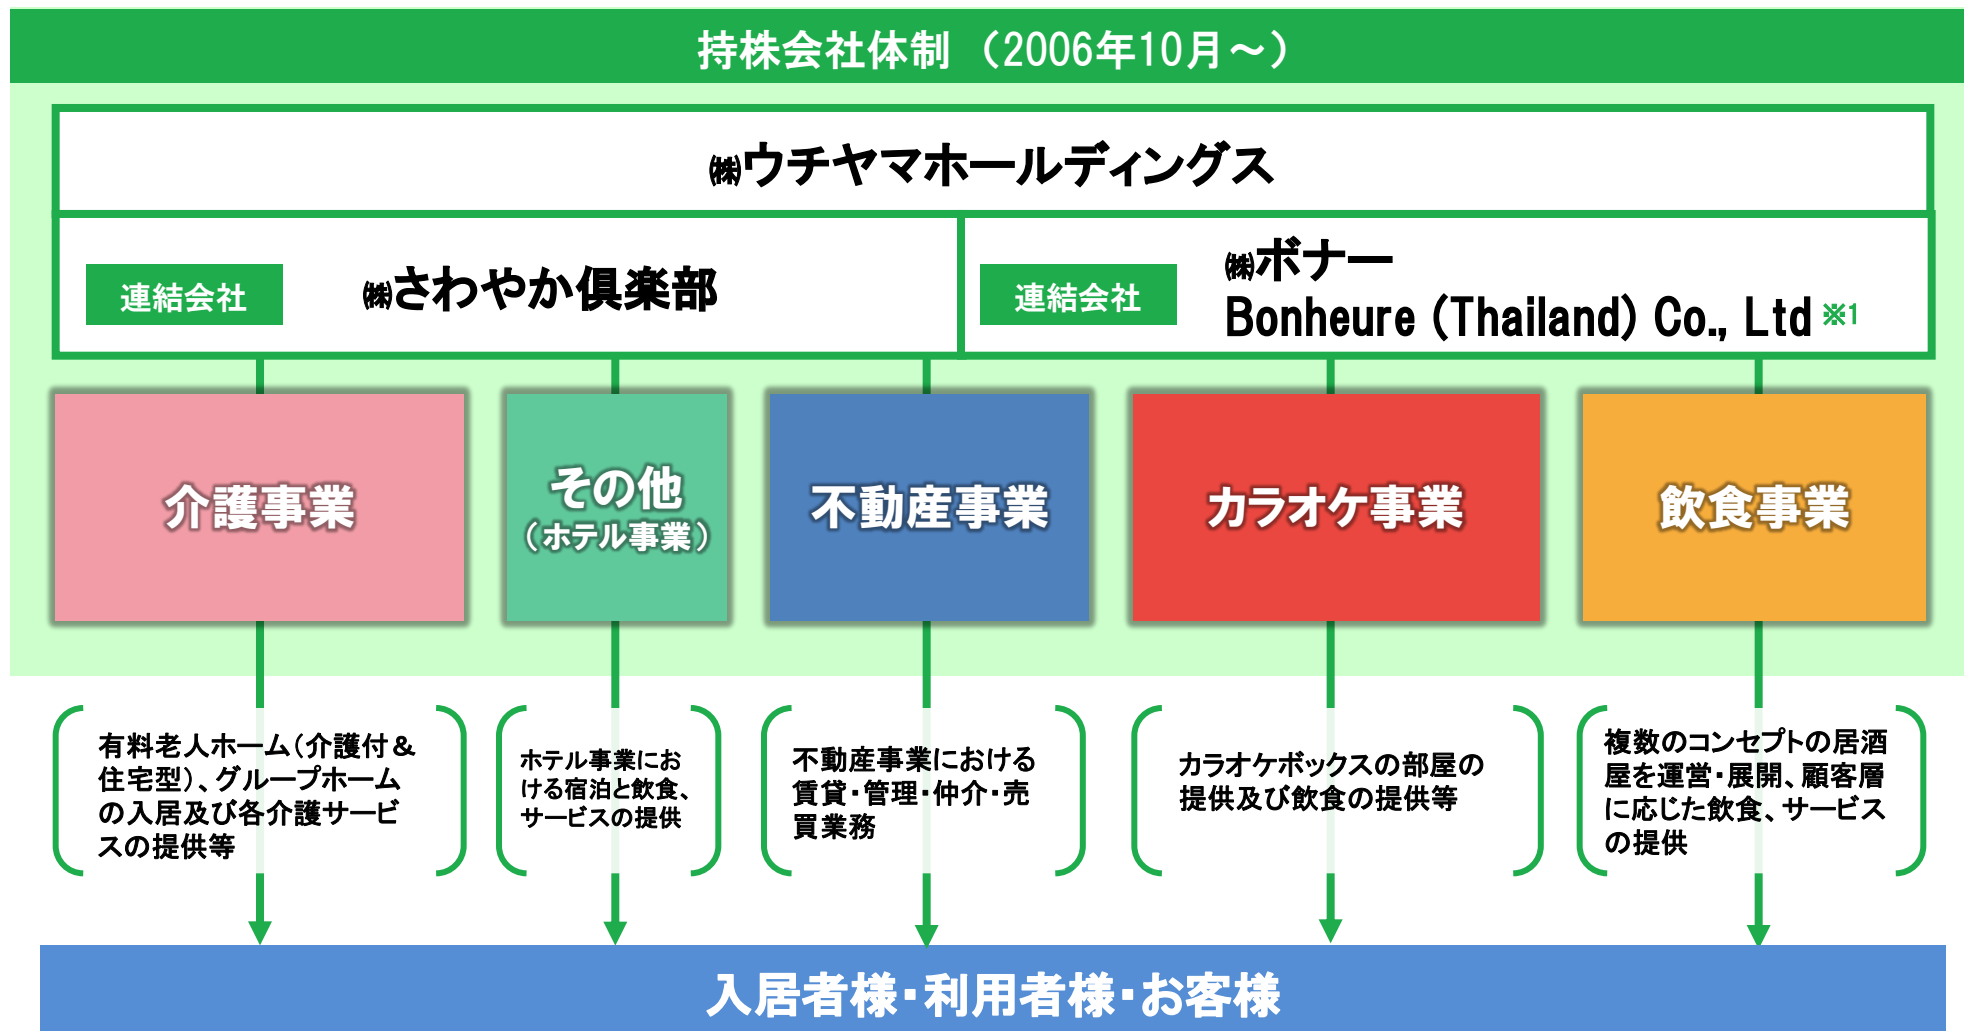 持株会社体制 （2006年10月～）
㈱ウチヤマホールディングス
連結会社
㈱さわやか倶楽部
連結会社
㈱ボナー
Bonheure (Thailand) Co., Ltd ※1
介護事業
その他
（ホテル事業）
不動産事業
カラオケ事業
飲食事業
有料老人ホーム（介護付＆
住宅型）、グループホーム
の入居及び各介護サービ
スの提供等
ホテル事業にお
ける宿泊と飲食、
サービスの提供
不動産事業における
賃貸・管理・仲介・売
買業務
カラオケボックスの部屋の
提供及び飲食の提供等
複数のコンセプトの居酒
屋を運営・展開、顧客層
に応じた飲食、サービス
の提供
入居者様・利用者様・お客様